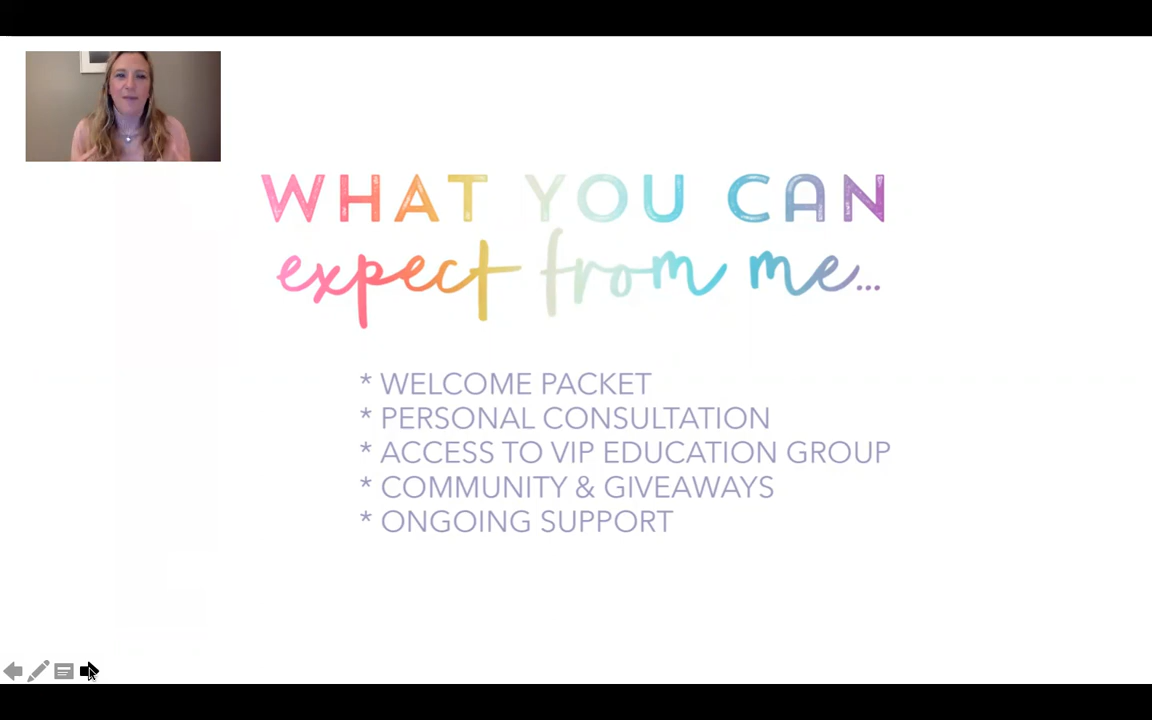 WHAT YOU CAN
expect from me...
* WELCOME PACKET
* PERSONAL CONSULTATION
* ACCESS TO VIP EDUCATION GROUP
* COMMUNITY & GIVEAWAYS
* ONGOING SUPPORT